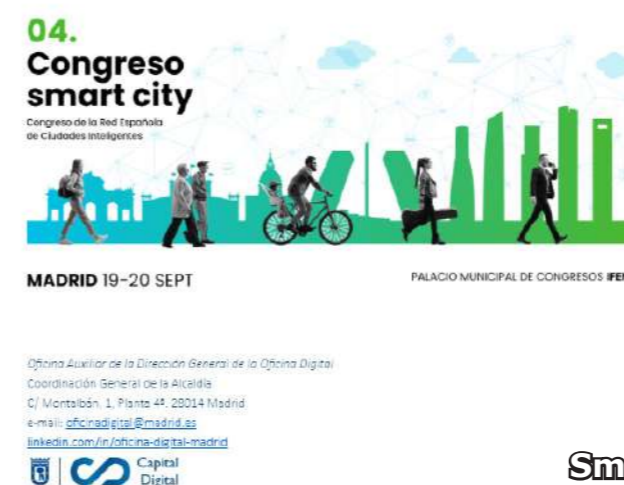 04.
Congreso
smart city
Congreso de la Red Española
de Ciudades Inteligentes
MADRID 19-20 SEPT
PALACIO MUNICIPAL DE CONGRESOS
Oficina Auxiliar de la Dirección General de la Oficina Digital
Coordinación General de la Alcaldía
C/ Montalbán, 1, Planta 4ª, 28014 Madrid
e-mail: oficinadigital@madrid.es
linkedin.com/in/oficina-digital-madrid
Capital
Digital
Sm